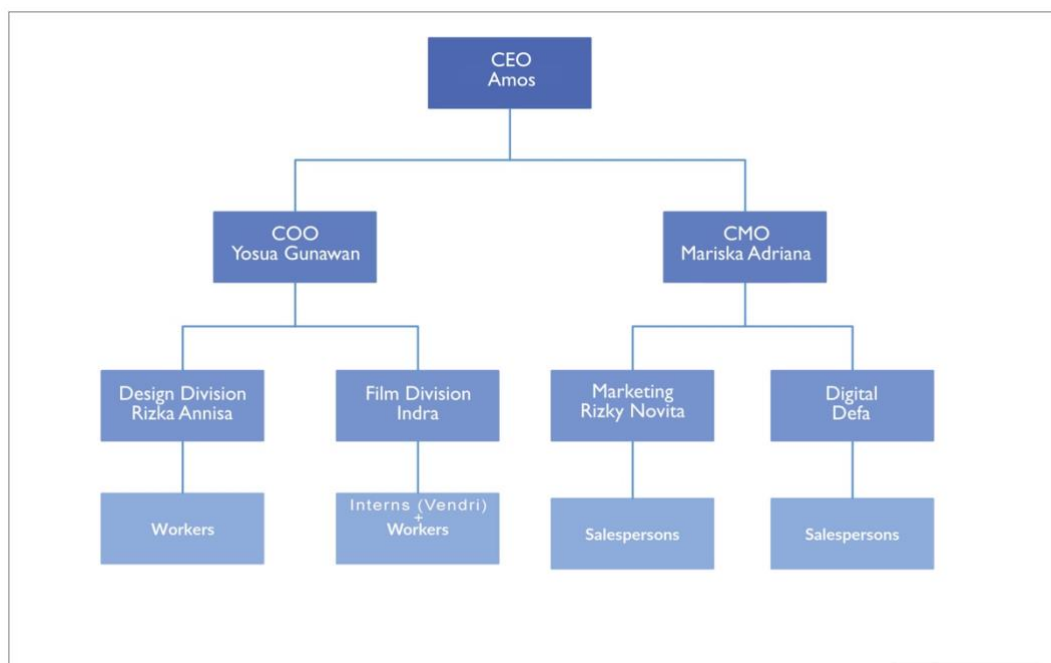 CEO
Amos
COO
Yosua Gunawan
CMO
Mariska Adriana
Design Division
Rizka Annisa
Film Division
Indra
Marketing
Rizky Novita
Digital
Defa
Workers
Interns (Vendri)
+
Workers
Salespersons
Salespersons